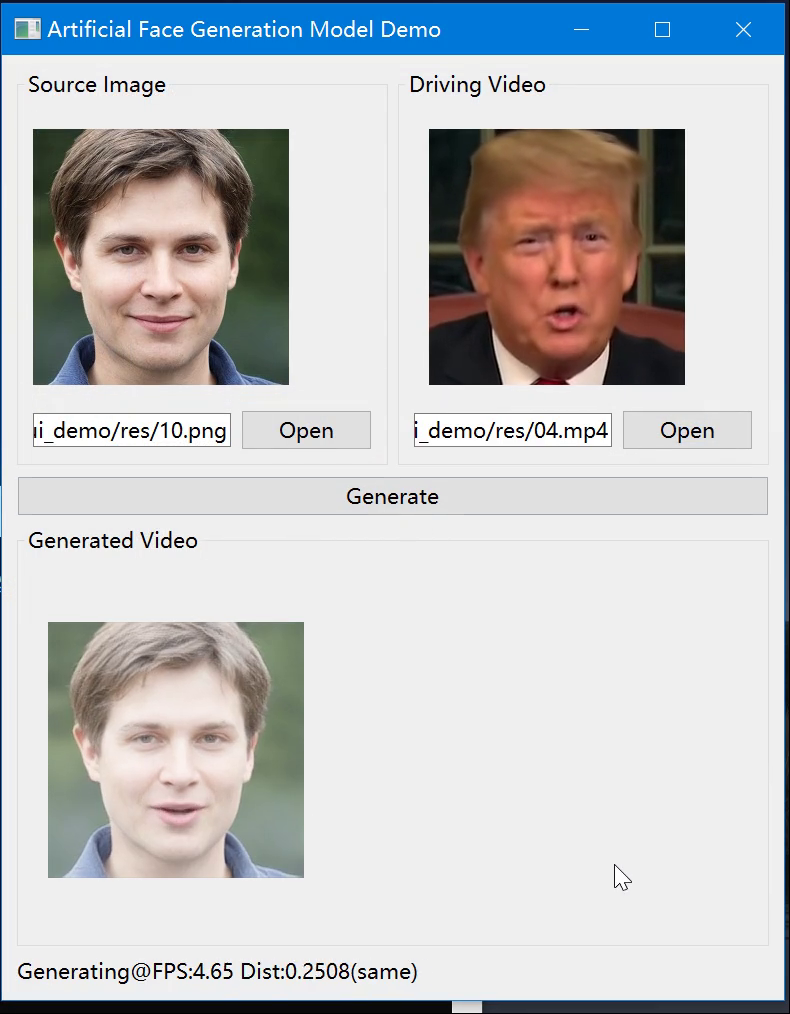 Artificial Face Generation Model Demo
Source Image
Driving Video
ui_demo/res/10.png
Open
i_demo/res/04.mp4
Open
Generate
Generated Video
Generating@FPS:4.65 Dist:0.2508(same)